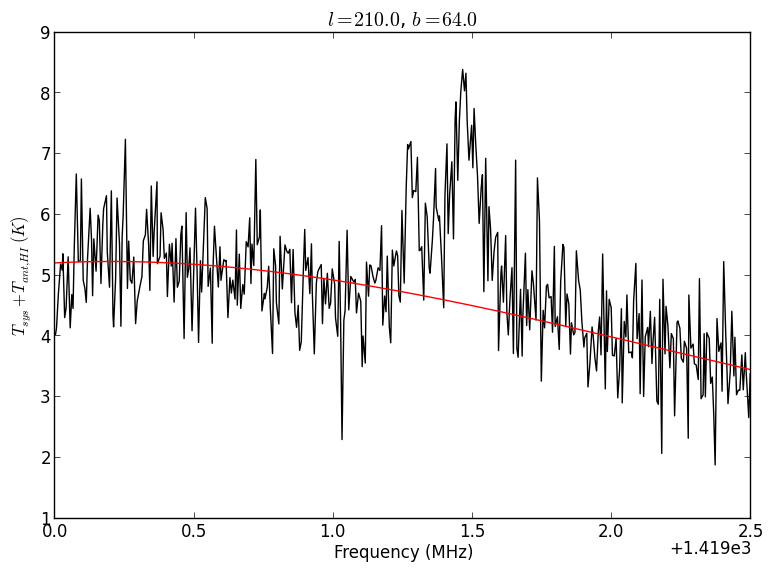 l=210.0, b=64.0
9
8
7
6
5
4
3
2
1
T_sys+T_ant,HI (K)
0.0 0.5 1.0 1.5 2.0 2.5
Frequency (MHz)
+1.419e3